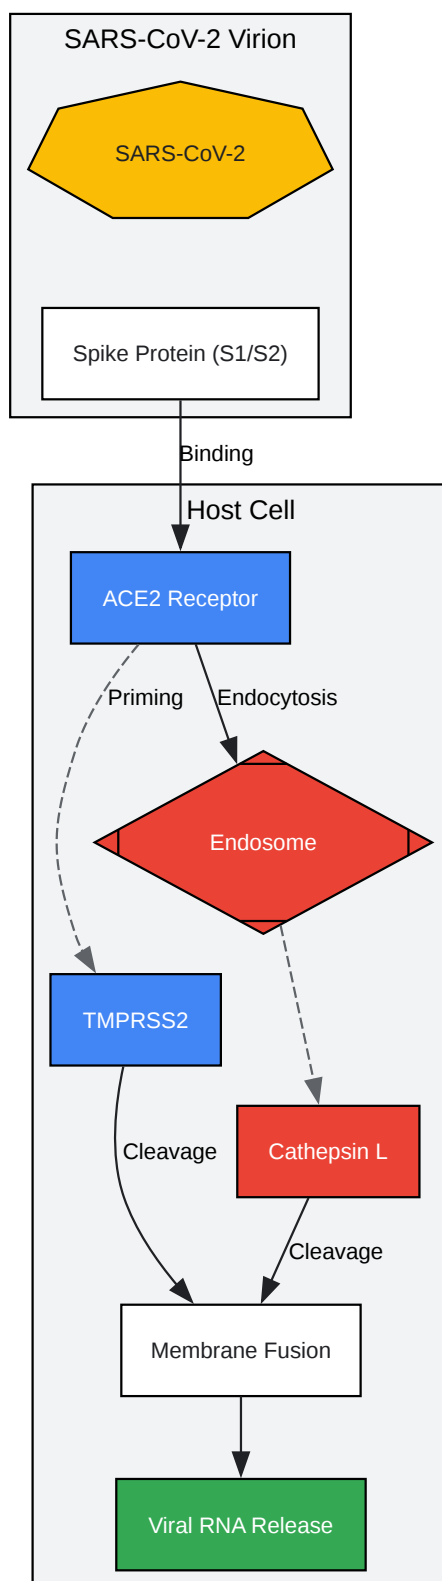 SARS-CoV-2 Virion
SARS-CoV-2
Spike Protein (S1/S2)
Binding
Host Cell
ACE2 Receptor
Priming
Endocytosis
Endosome
TMPRSS2
Cleavage
Cathepsin L
Cleavage
Membrane Fusion
Viral RNA Release